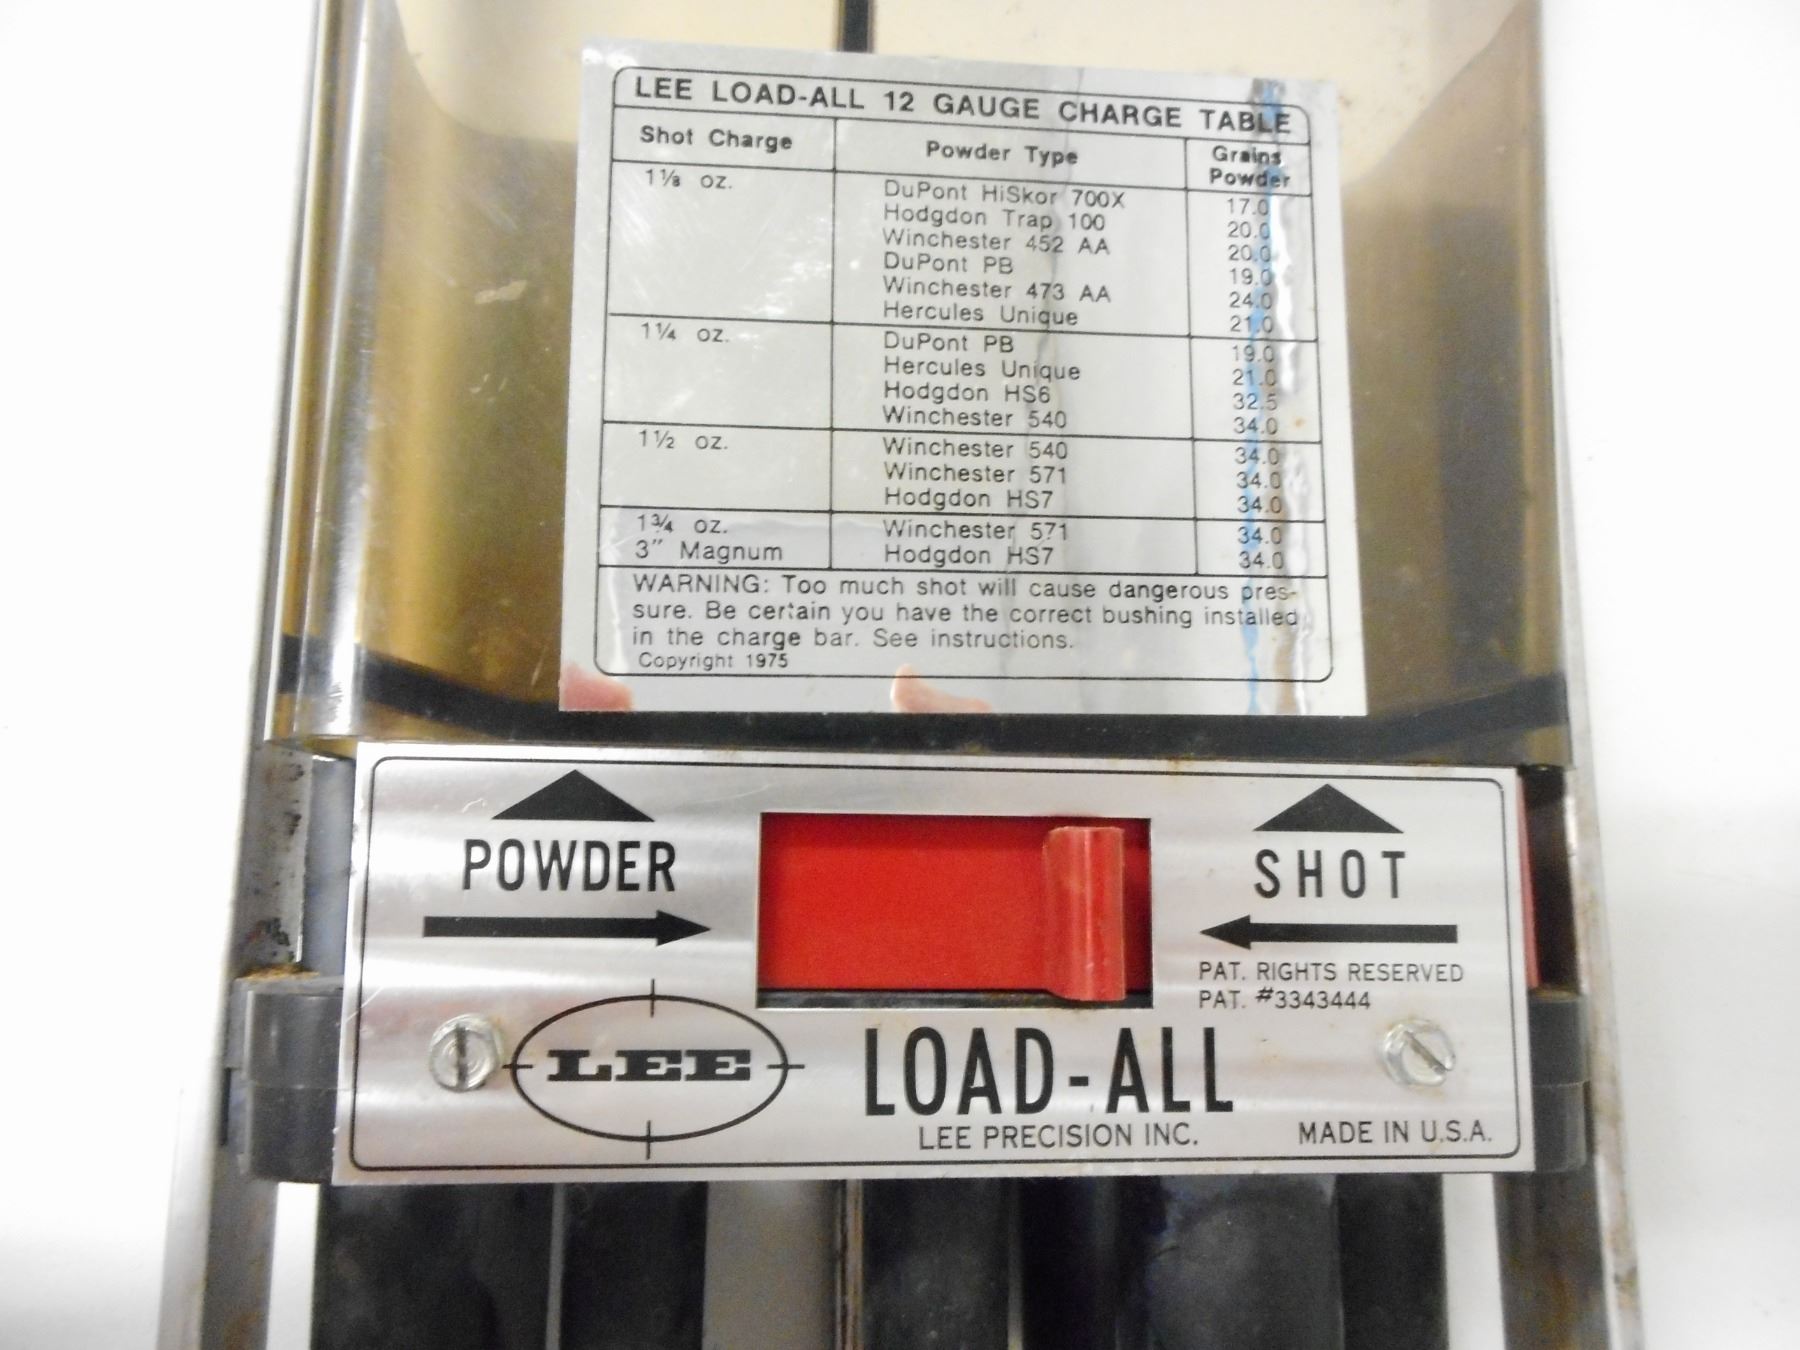 LEE LOAD-ALL 12 GAUGE CHARGE TABLE
Shot Charge Powder Type Grains Powder
1⅛ oz. DuPont HiSkor 700X 17.0
Hodgdon Trap 100 20.0
Winchester 452 AA 20.0
DuPont PB 19.0
Winchester 473 AA 24.0
Hercules Unique 21.0
1¼ oz. DuPont PB 19.0
Hercules Unique 21.0
Hodgdon HS6 32.5
Winchester 540 34.0
1½ oz. Winchester 540 34.0
Winchester 571 34.0
Hodgdon HS7 34.0
1¾ oz. Winchester 571 34.0
3" Magnum Hodgdon HS7 34.0
WARNING: Too much shot will cause dangerous pres-
sure. Be certain you have the correct bushing installed
in the charge bar. See instructions.
Copyright 1975
POWDER
SHOT
PAT. RIGHTS RESERVED
PAT. #3343444
LEE
LOAD-ALL
LEE PRECISION INC.
MADE IN U.S.A.